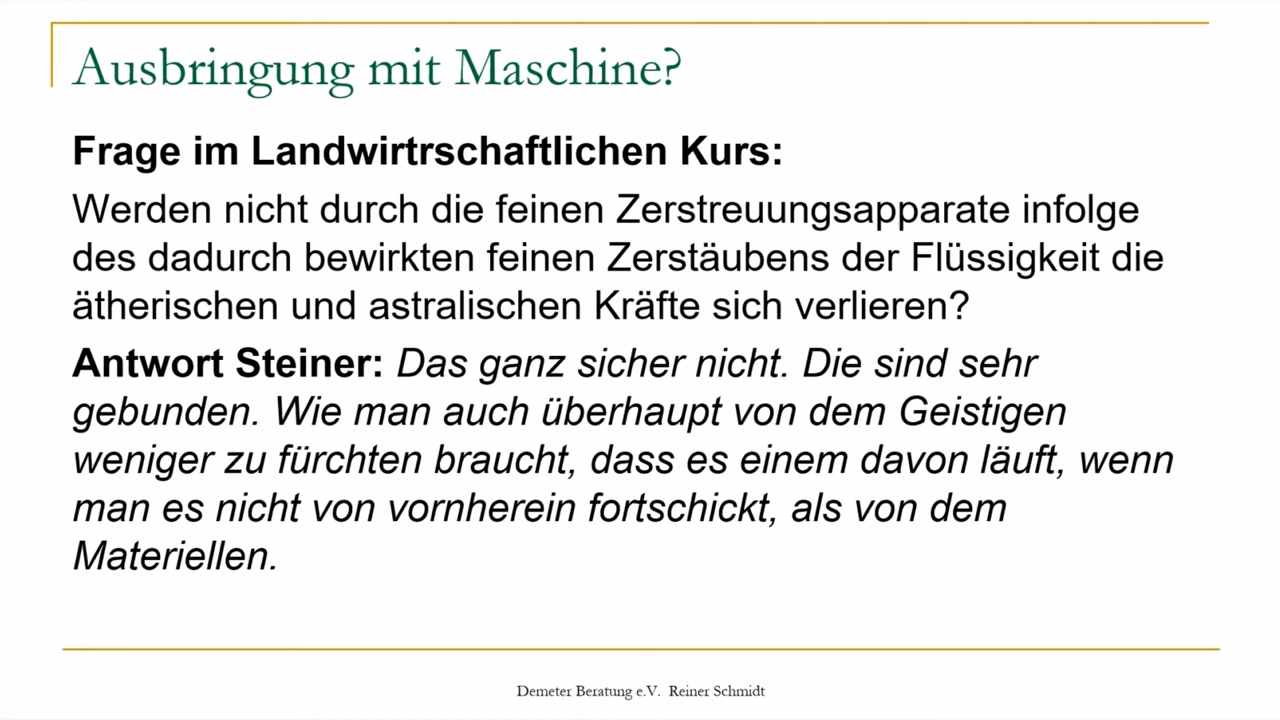 Ausbringung mit Maschine?
Frage im Landwirtrschaftlichen Kurs:
Werden nicht durch die feinen Zerstreuungsapparate infolge
des dadurch bewirkten feinen Zerstäubens der Flüssigkeit die
ätherischen und astralischen Kräfte sich verlieren?
Antwort Steiner: Das ganz sicher nicht. Die sind sehr
gebunden. Wie man auch überhaupt von dem Geistigen
weniger zu fürchten braucht, dass es einem davon läuft, wenn
man es nicht von vornherein fortschickt, als von dem
Materiellen.
Demeter Beratung e.V. Reiner Schmidt